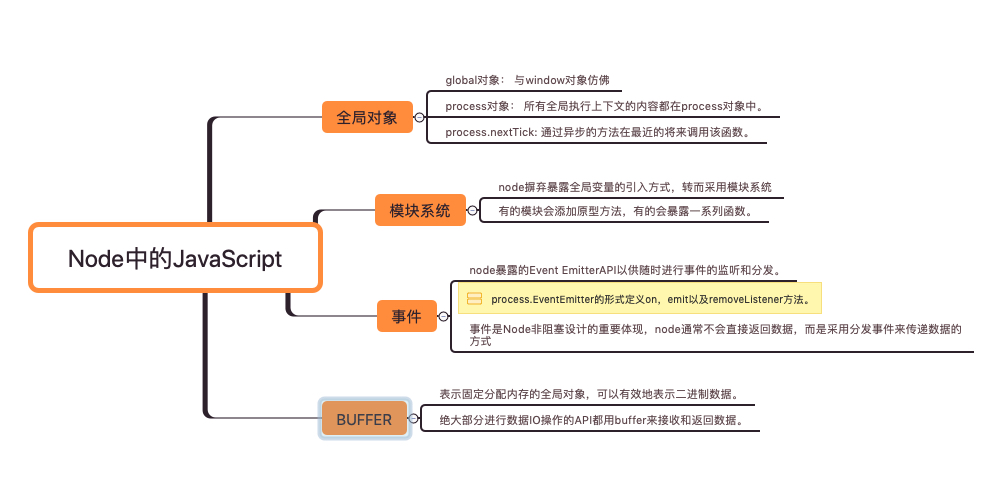 Node中的JavaScript
全局对象
global对象： 与window对象仿佛
process对象： 所有全局执行上下文的内容都在process对象中。
process.nextTick: 通过异步的方法在最近的将来调用该函数。
模块系统
node摒弃暴露全局变量的引入方式，转而采用模块系统
有的模块会添加原型方法，有的会暴露一系列函数。
事件
node暴露的Event EmitterAPI以供随时进行事件的监听和分发。
process.EventEmitter的形式定义on，emit以及removeListener方法。
事件是Node非阻塞设计的重要体现，node通常不会直接返回数据，而是采用分发事件来传递数据的
方式
BUFFER
表示固定分配内存的全局对象，可以有效地表示二进制数据。
绝大部分进行数据IO操作的API都用buffer来接收和返回数据。